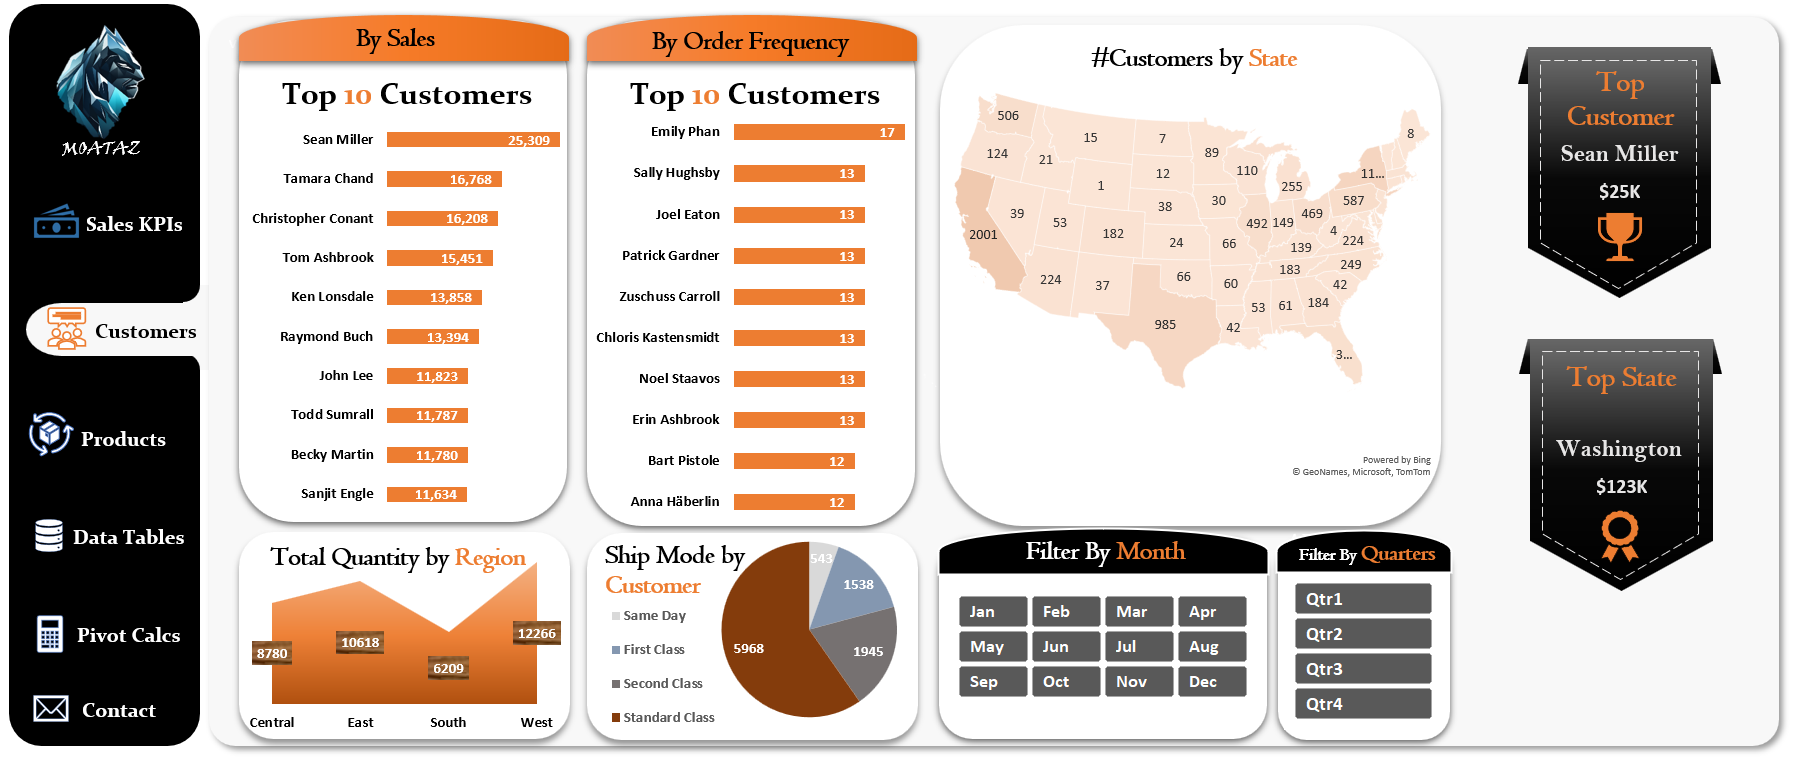 MOATAZ
Sales KPIs
Customers
Products
Data Tables
Pivot Calcs
Contact
By Sales
Top 10 Customers
Sean Miller 25,309
Tamara Chand 16,768
Christopher Conant 16,208
Tom Ashbrook 15,451
Ken Lonsdale 13,858
Raymond Buch 13,394
John Lee 11,823
Todd Sumrall 11,787
Becky Martin 11,780
Sanjit Engle 11,634
By Order Frequency
Top 10 Customers
Emily Phan 17
Sally Hughsby 13
Joel Eaton 13
Patrick Gardner 13
Zuschuss Carroll 13
Chloris Kastensmidt 13
Noel Staavos 13
Erin Ashbrook 13
Bart Pistole 12
Anna Häberlin 12
#Customers by State
506
15
7
8
124
21
89
110
12
11...
255
1
30
38
587
39
53
182
492
149
469
4
2001
24
66
139
224
224
37
66
60
183
249
42
985
42
53
61
184
3...
Powered by Bing
© GeoNames, Microsoft, TomTom
Top
Customer
Sean Miller
$25K
Top State
Washington
$123K
Total Quantity by Region
8780
10618
6209
12266
Central
East
South
West
Ship Mode by
Customer
Same Day
First Class
Second Class
Standard Class
543
1538
1945
5968
Filter By Month
Jan Feb Mar Apr
May Jun Jul Aug
Sep Oct Nov Dec
Filter By Quarters
Qtr1
Qtr2
Qtr3
Qtr4